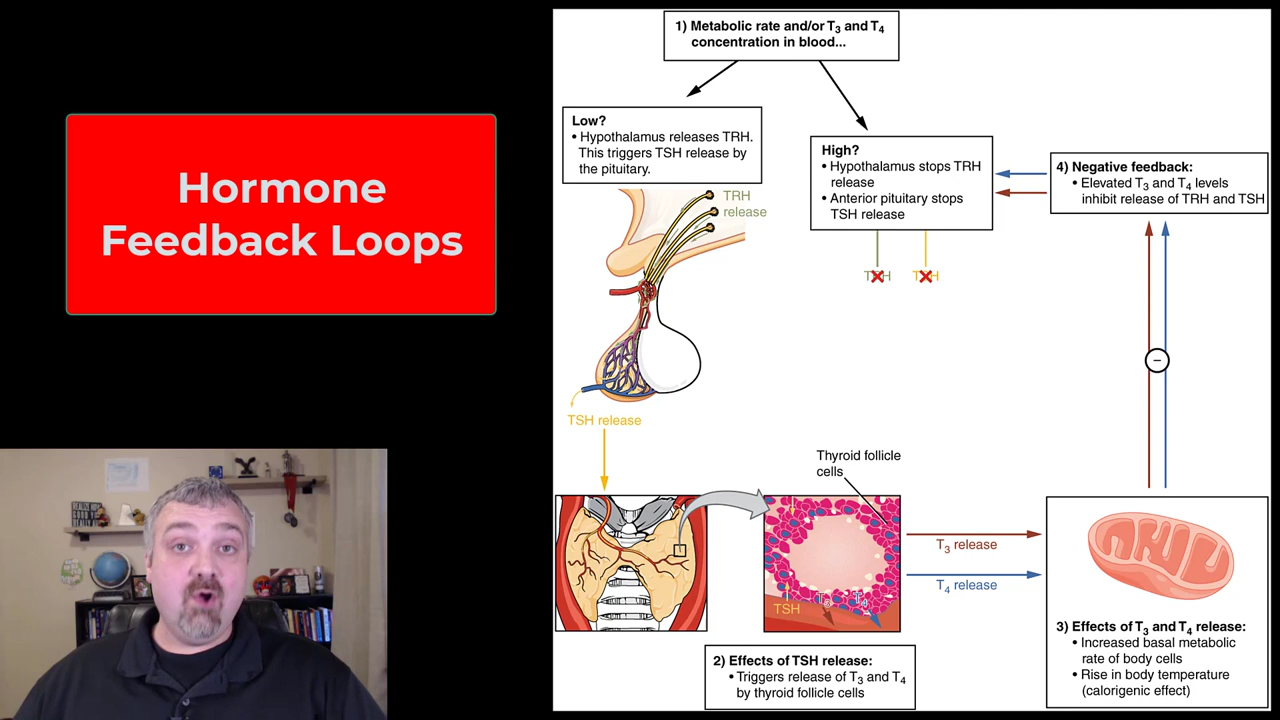 Hormone
Feedback Loops
1) Metabolic rate and/or T3 and T4
concentration in blood...
Low?
• Hypothalamus releases TRH.
This triggers TSH release by
the pituitary.
High?
• Hypothalamus stops TRH
release
• Anterior pituitary stops
TSH release
4) Negative feedback:
• Elevated T3 and T4 levels
inhibit release of TRH and TSH
TRH
release
TSH release
Thyroid follicle
cells
T3 release
T4 release
TSH
T3
T4
−
2) Effects of TSH release:
• Triggers release of T3 and T4
by thyroid follicle cells
3) Effects of T3 and T4 release:
• Increased basal metabolic
rate of body cells
• Rise in body temperature
(calorigenic effect)